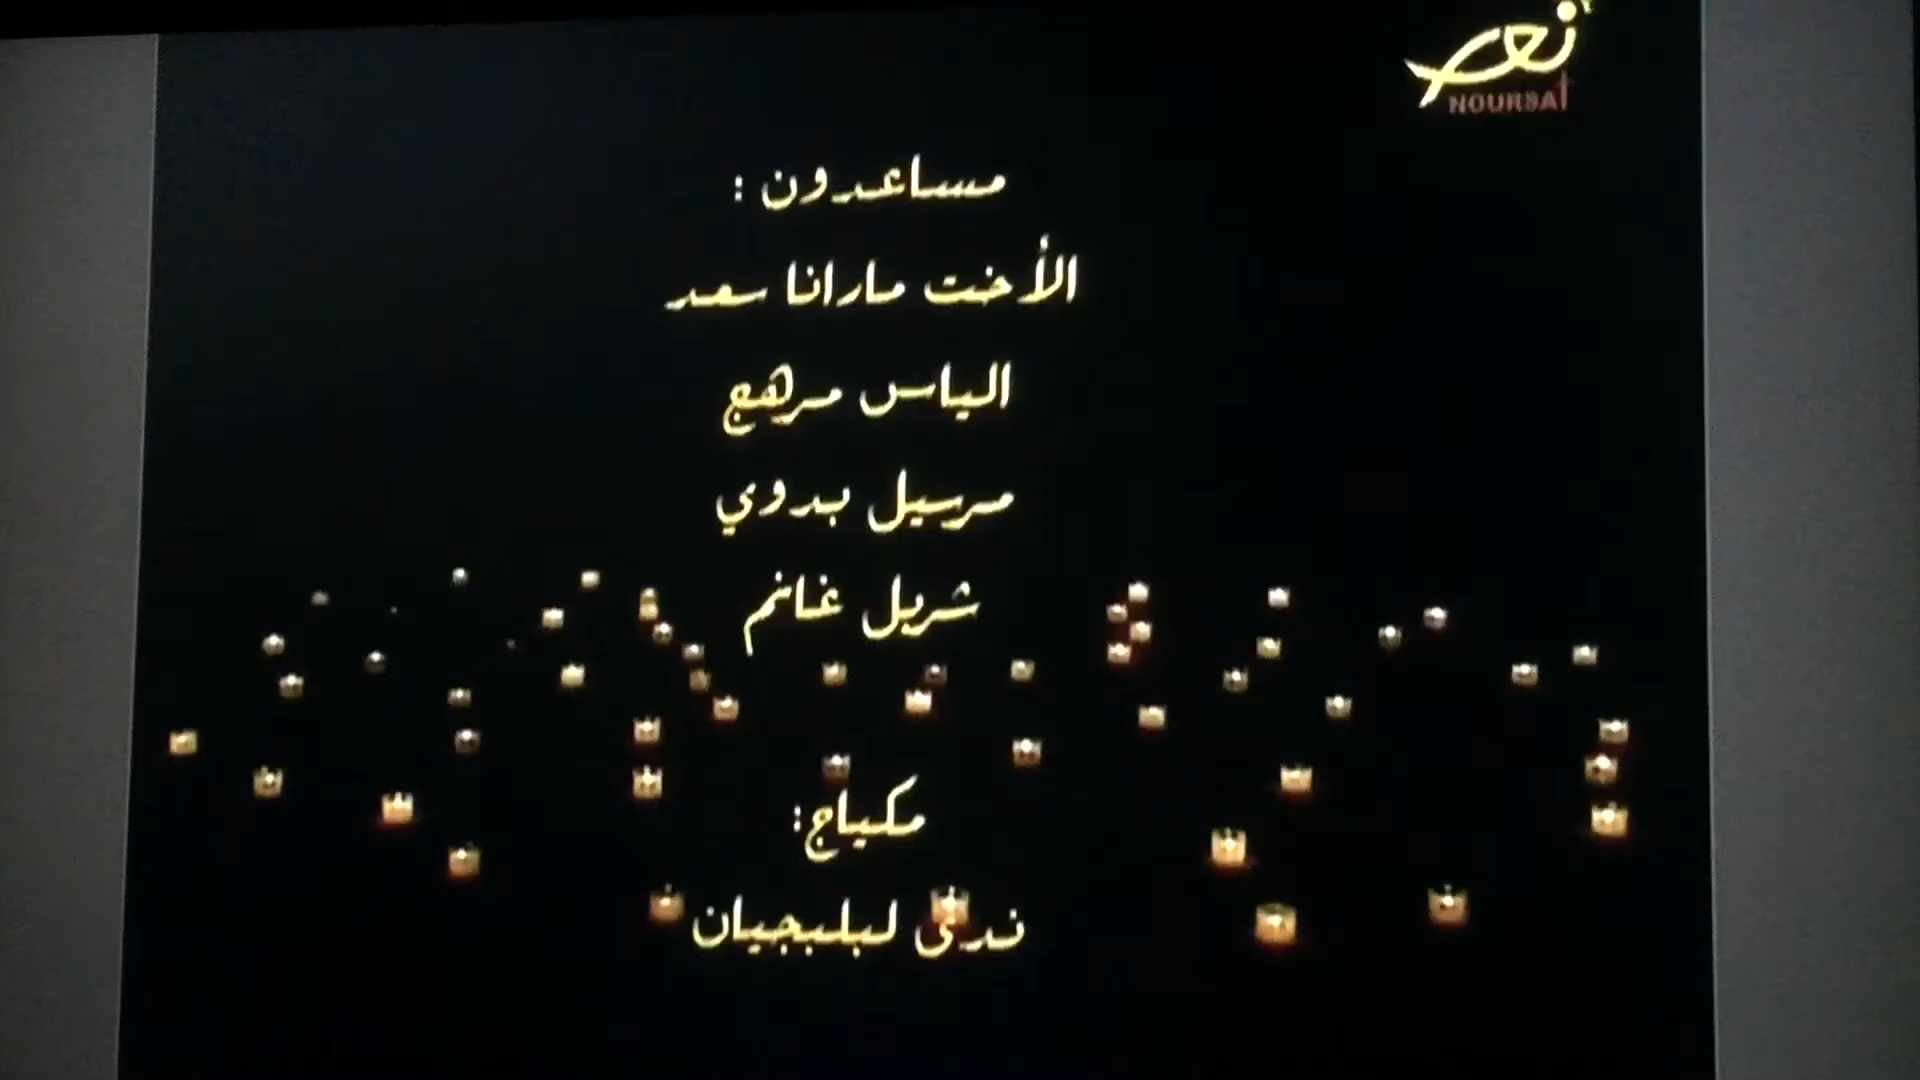 نور
NOURSAT
مساعدون :
الأخت مارانا سعد
الياس مرهج
مرسيل بدوي
شربل غانم
مكياج:
ندى لبلبجيان